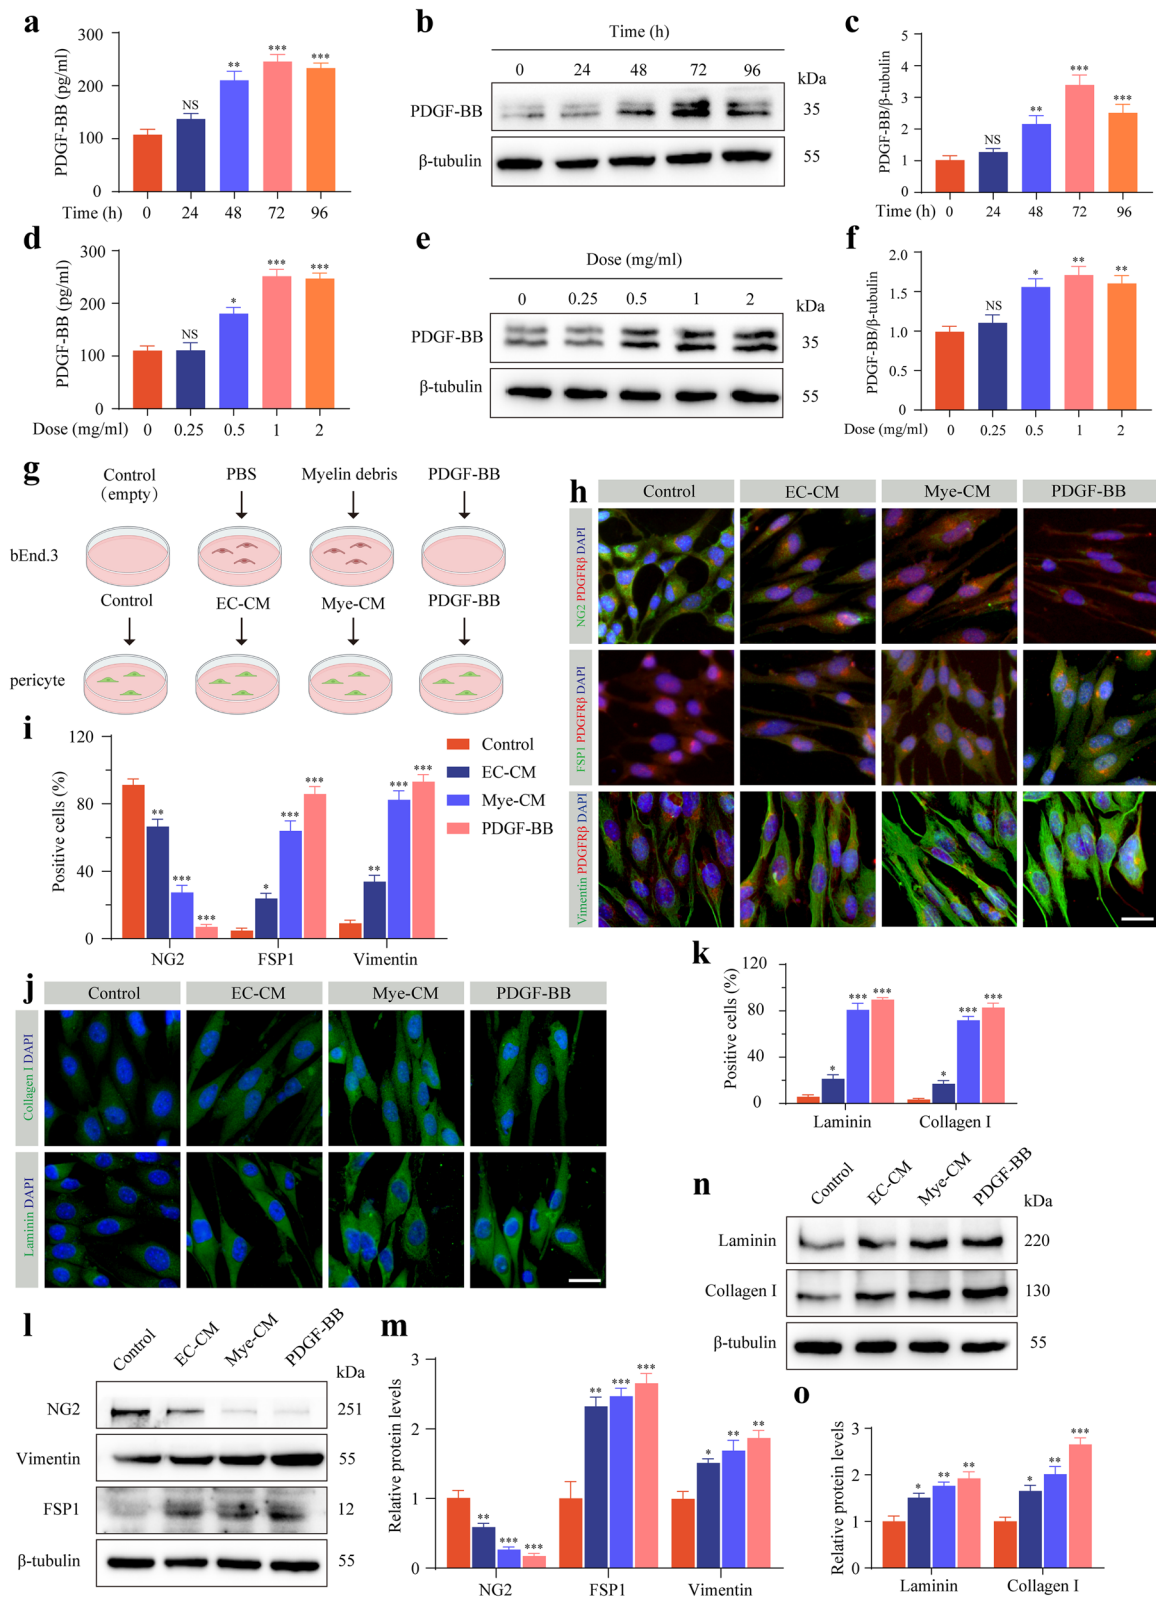 a
PDGF-BB (pg/ml)
300
200
100
0
NS
**
***
***
Time (h) 0 24 48 72 96
b
Time (h)
0 24 48 72 96
kDa
PDGF-BB 35
β-tubulin 55
c
PDGF-BB/β-tubulin
5
4
3
2
1
0
NS
**
***
***
Time (h) 0 24 48 72 96
d
PDGF-BB (pg/ml)
300
200
100
0
NS
*
***
***
Dose (mg/ml) 0 0.25 0.5 1 2
e
Dose (mg/ml)
0 0.25 0.5 1 2
kDa
PDGF-BB 35
β-tubulin 55
f
PDGF-BB/β-tubulin
2.0
1.5
1.0
0.5
0
NS
*
**
**
Dose (mg/ml) 0 0.25 0.5 1 2
g
Control (empty) PBS Myelin debris PDGF-BB
bEnd.3
Control EC-CM Mye-CM PDGF-BB
pericyte
h
Control EC-CM Mye-CM PDGF-BB
NG2 PDGFRβ DAPI
FSP1 PDGFRβ DAPI
Vimentin PDGFRβ DAPI
i
Positive cells (%)
120
80
40
0
** *** ***
* *** ***
** *** ***
NG2 FSP1 Vimentin
Control
EC-CM
Mye-CM
PDGF-BB
j
Control EC-CM Mye-CM PDGF-BB
Collagen I DAPI
Laminin DAPI
k
Positive cells (%)
120
80
40
0
* *** ***
* *** ***
Laminin Collagen I
l
Control EC-CM Mye-CM PDGF-BB
kDa
NG2 251
Vimentin 55
FSP1 12
β-tubulin 55
m
Relative protein levels
3
2
1
0
** *** ***
** *** ***
* ** **
NG2 FSP1 Vimentin
n
Control EC-CM Mye-CM PDGF-BB
kDa
Laminin 220
Collagen I 130
β-tubulin 55
o
Relative protein levels
3
2
1
0
* ** **
* ** ***
Laminin Collagen I